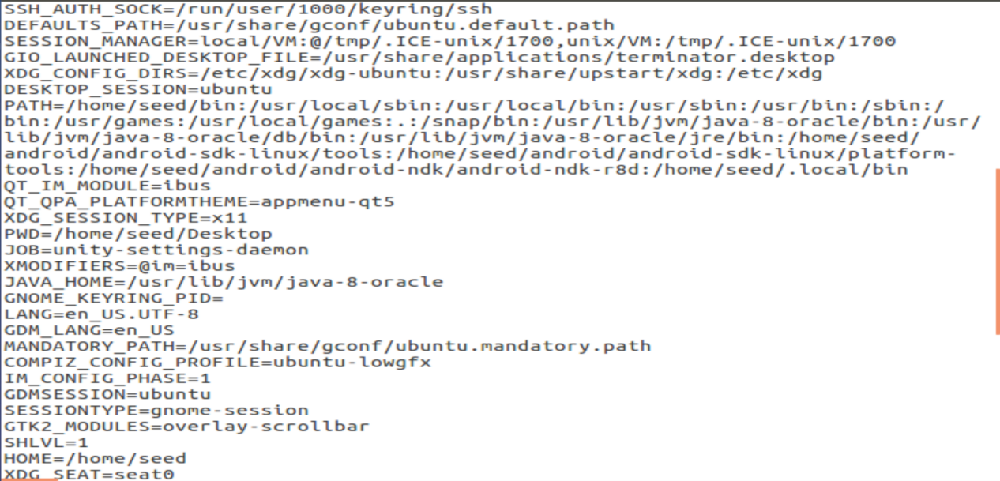 SSH_AUTH_SOCK=/run/user/1000/keyring/ssh
DEFAULTS_PATH=/usr/share/gconf/ubuntu.default.path
SESSION_MANAGER=local/VM:@/tmp/.ICE-unix/1700,unix/VM:/tmp/.ICE-unix/1700
GIO_LAUNCHED_DESKTOP_FILE=/usr/share/applications/terminator.desktop
XDG_CONFIG_DIRS=/etc/xdg/xdg-ubuntu:/usr/share/upstart/xdg:/etc/xdg
DESKTOP_SESSION=ubuntu
PATH=/home/seed/bin:/usr/local/sbin:/usr/local/bin:/usr/sbin:/usr/bin:/sbin:/
bin:/usr/games:/usr/local/games:.:/snap/bin:/usr/lib/jvm/java-8-oracle/bin:/usr/
lib/jvm/java-8-oracle/db/bin:/usr/lib/jvm/java-8-oracle/jre/bin:/home/seed/
android/android-sdk-linux/tools:/home/seed/android/android-sdk-linux/platform-
tools:/home/seed/android/android-ndk/android-ndk-r8d:/home/seed/.local/bin
QT_IM_MODULE=ibus
QT_QPA_PLATFORMTHEME=appmenu-qt5
XDG_SESSION_TYPE=x11
PWD=/home/seed/Desktop
JOB=unity-settings-daemon
XMODIFIERS=@im=ibus
JAVA_HOME=/usr/lib/jvm/java-8-oracle
GNOME_KEYRING_PID=
LANG=en_US.UTF-8
GDM_LANG=en_US
MANDATORY_PATH=/usr/share/gconf/ubuntu.mandatory.path
COMPIZ_CONFIG_PROFILE=ubuntu-lowgfx
IM_CONFIG_PHASE=1
GDMSESSION=ubuntu
SESSIONTYPE=gnome-session
GTK2_MODULES=overlay-scrollbar
SHLVL=1
HOME=/home/seed
XDG_SEAT=seat0